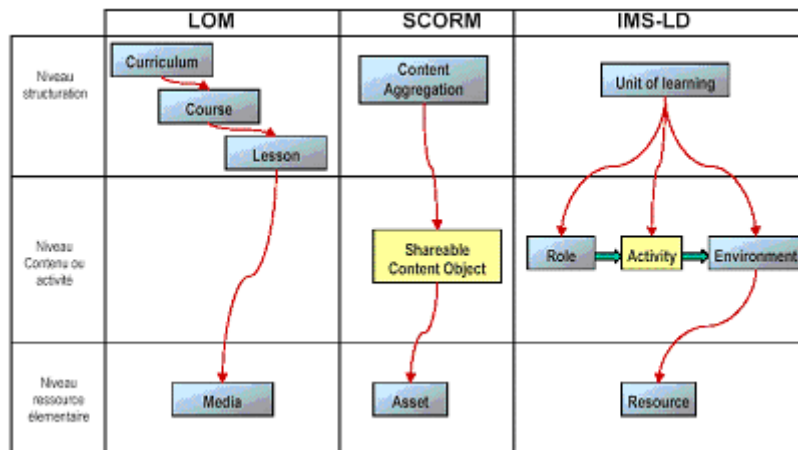 LOM
SCORM
IMS-LD
Niveau
structuration
Curriculum
Course
Lesson
Content
Aggregation
Unit of learning
Niveau
Contenu ou
activité
Shareable
Content Object
Role
Activity
Environment
Niveau
ressource
élementaire
Media
Asset
Resource